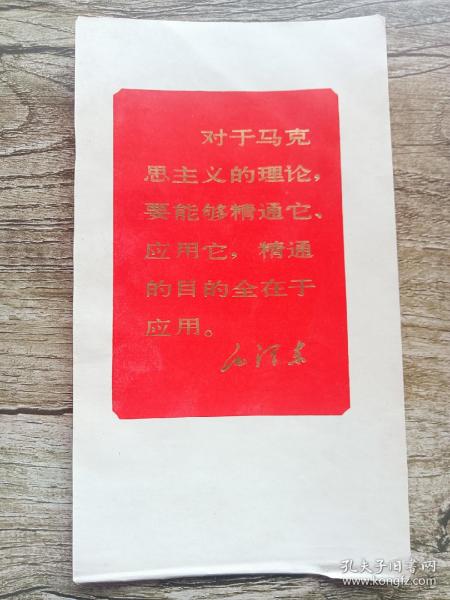 对于马克
思主义的理论，
要能够精通它、
应用它，精通
的目的全在于
应用。
毛泽东
孔夫子旧书网
www.kongfz.com